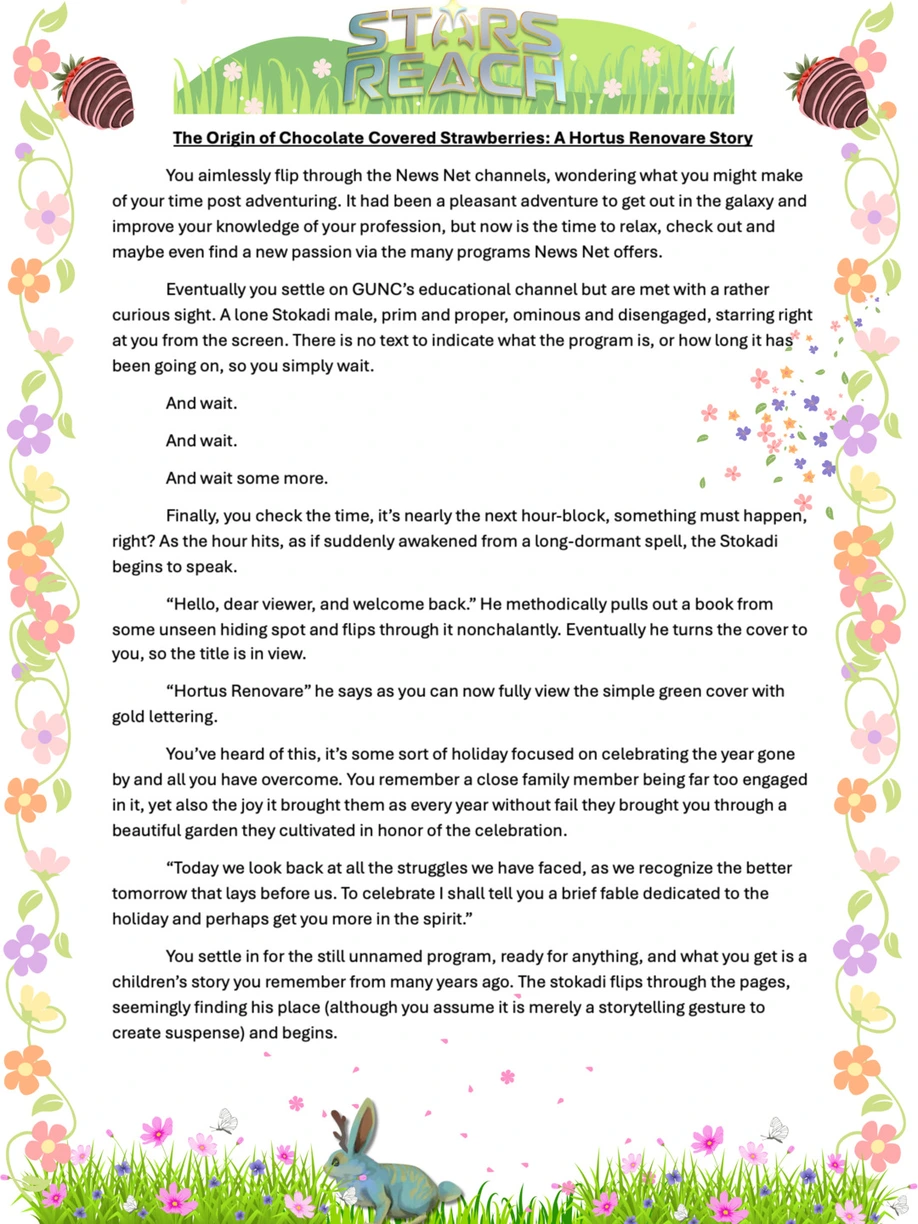 STARS
REACH
The Origin of Chocolate Covered Strawberries: A Hortus Renovare Story
You aimlessly flip through the News Net channels, wondering what you might make
of your time post adventuring. It had been a pleasant adventure to get out in the galaxy and
improve your knowledge of your profession, but now is the time to relax, check out and
maybe even find a new passion via the many programs News Net offers.
Eventually you settle on GUNC’s educational channel but are met with a rather
curious sight. A lone Stokadi male, prim and proper, ominous and disengaged, starring right
at you from the screen. There is no text to indicate what the program is, or how long it has
been going on, so you simply wait.
And wait.
And wait.
And wait some more.
Finally, you check the time, it’s nearly the next hour-block, something must happen,
right? As the hour hits, as if suddenly awakened from a long-dormant spell, the Stokadi
begins to speak.
“Hello, dear viewer, and welcome back.” He methodically pulls out a book from
some unseen hiding spot and flips through it nonchalantly. Eventually he turns the cover to
you, so the title is in view.
“Hortus Renovare” he says as you can now fully view the simple green cover with
gold lettering.
You’ve heard of this, it’s some sort of holiday focused on celebrating the year gone
by and all you have overcome. You remember a close family member being far too engaged
in it, yet also the joy it brought them as every year without fail they brought you through a
beautiful garden they cultivated in honor of the celebration.
“Today we look back at all the struggles we have faced, as we recognize the better
tomorrow that lays before us. To celebrate I shall tell you a brief fable dedicated to the
holiday and perhaps get you more in the spirit.”
You settle in for the still unnamed program, ready for anything, and what you get is a
children’s story you remember from many years ago. The stokadi flips through the pages,
seemingly finding his place (although you assume it is merely a storytelling gesture to
create suspense) and begins.